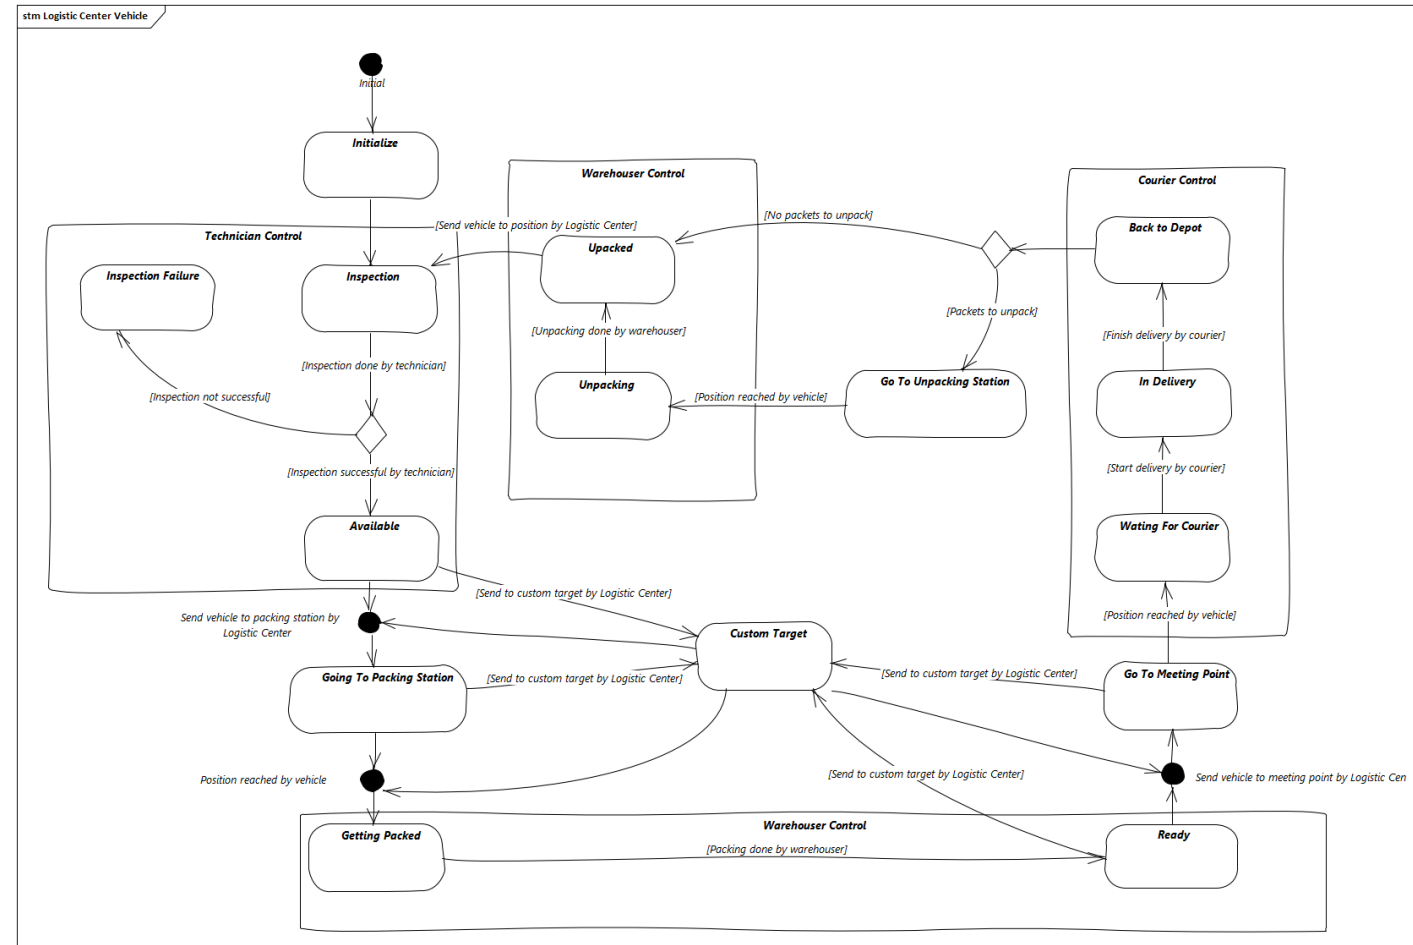 stm Logistic Center Vehicle
Initial
Initialize
Warehouser Control
Courier Control
Technician Control
[Send vehicle to position by Logistic Center]
[No packets to unpack]
Back to Depot
Inspection Failure
Inspection
Upacked
[Packets to unpack]
[Unpacking done by warehouser]
[Finish delivery by courier]
[Inspection done by technician]
Unpacking
Go To Unpacking Station
In Delivery
[Inspection not successful]
[Position reached by vehicle]
[Inspection successful by technician]
[Start delivery by courier]
Available
Wating For Courier
[Send to custom target by Logistic Center]
Send vehicle to packing station by
Logistic Center
[Position reached by vehicle]
Custom Target
Going To Packing Station
[Send to custom target by Logistic Center]
[Send to custom target by Logistic Center]
Go To Meeting Point
Position reached by vehicle
[Send to custom target by Logistic Center]
Send vehicle to meeting point by Logistic Cen
Getting Packed
Warehouser Control
Ready
[Packing done by warehouser]